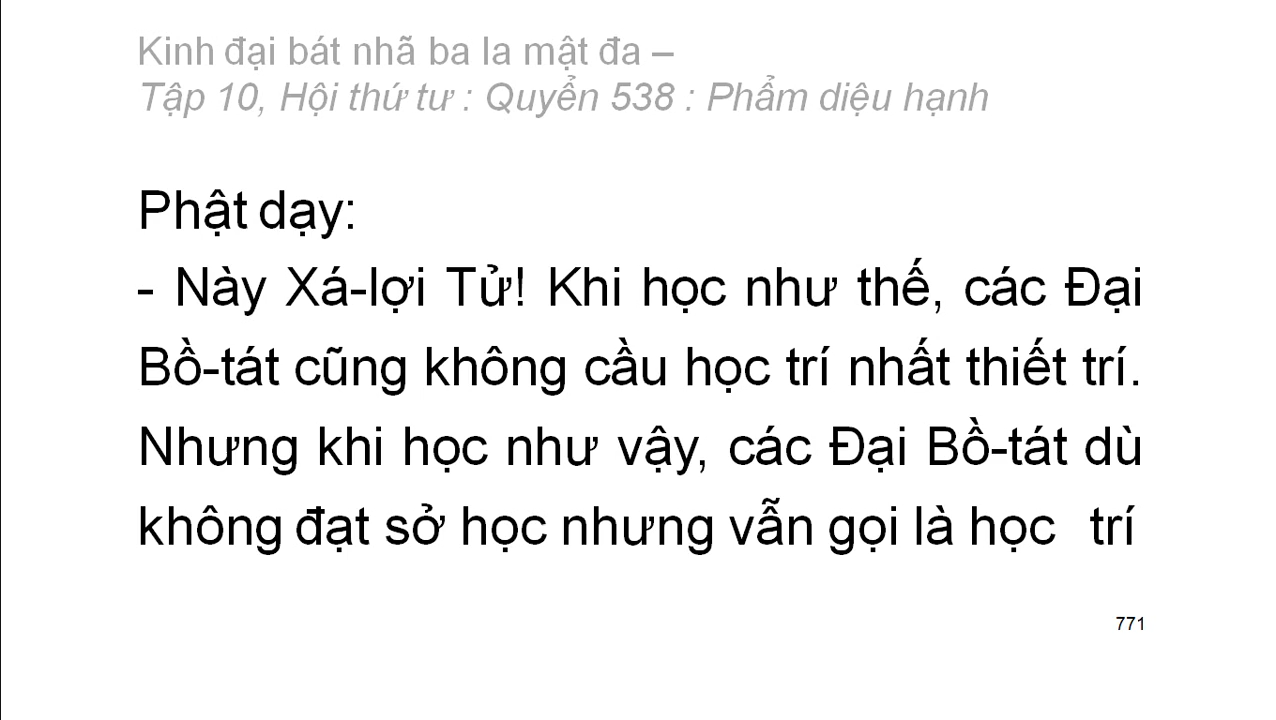 Kinh đại bát nhã ba la mật đa –
Tập 10, Hội thứ tư : Quyển 538 : Phẩm diệu hạnh
Phật dạy:
- Này Xá-lợi Tử! Khi học như thế, các Đại
Bồ-tát cũng không cầu học trí nhất thiết trí.
Nhưng khi học như vậy, các Đại Bồ-tát dù
không đạt sở học nhưng vẫn gọi là học trí
771